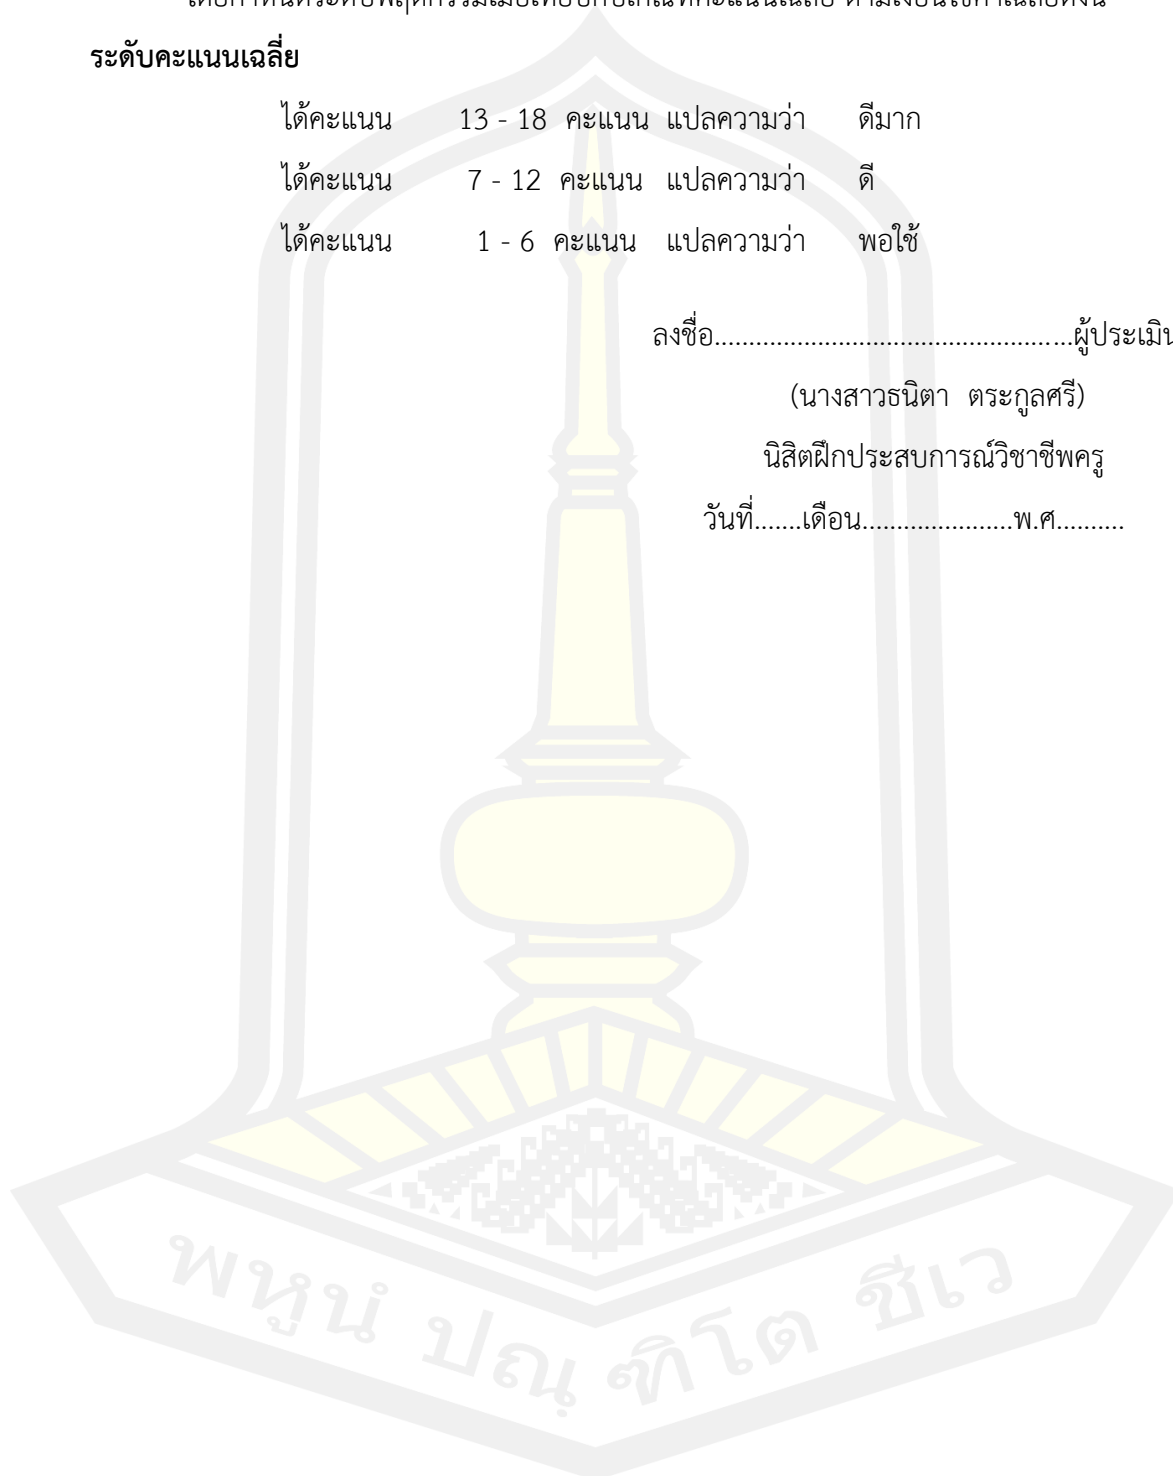 ระดับคะแนนเฉลี่ย
ได้คะแนน 13 - 18 คะแนน แปลความว่า ดีมาก
ได้คะแนน 7 - 12 คะแนน แปลความว่า ดี
ได้คะแนน 1 - 6 คะแนน แปลความว่า พอใช้
ลงชื่อ....................................................ผู้ประเมิน
(นางสาวธนิตา ตระกูลศรี)
นิสิตฝึกประสบการณ์วิชาชีพครู
วันที่.......เดือน......................พ.ศ..........
พหูนํ ปณฺฑิโต ชีเว